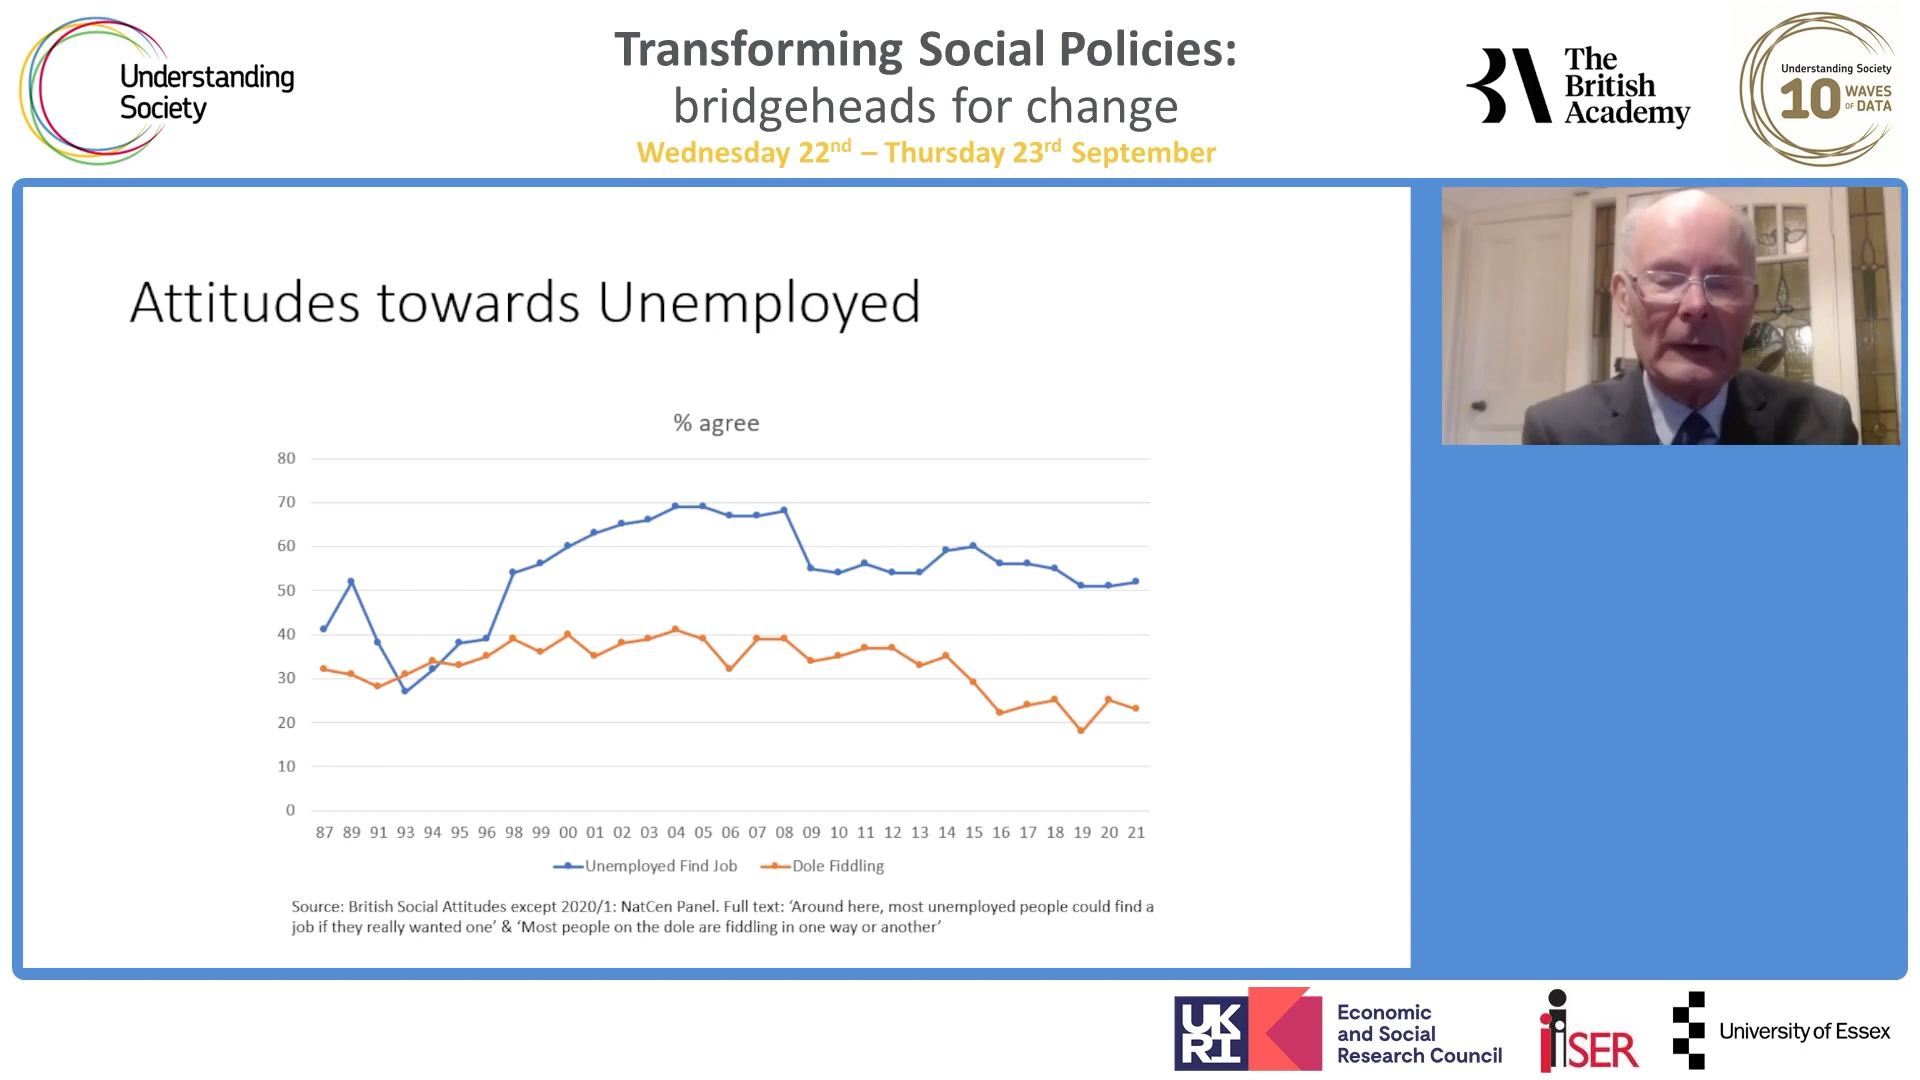 Understanding
Society
Transforming Social Policies:
bridgeheads for change
Wednesday 22nd – Thursday 23rd September
The
British
Academy
Understanding Society
10 WAVES
OF DATA
Attitudes towards Unemployed
% agree
80
70
60
50
40
30
20
10
0
87 89 91 93 94 95 96 98 99 00 01 02 03 04 05 06 07 08 09 10 11 12 13 14 15 16 17 18 19 20 21
Unemployed Find Job Dole Fiddling
Source: British Social Attitudes except 2020/1: NatCen Panel. Full text: ‘Around here, most unemployed people could find a
job if they really wanted one’ & ‘Most people on the dole are fiddling in one way or another’
UK
RI
Economic
and Social
Research Council
iSER
University of Essex